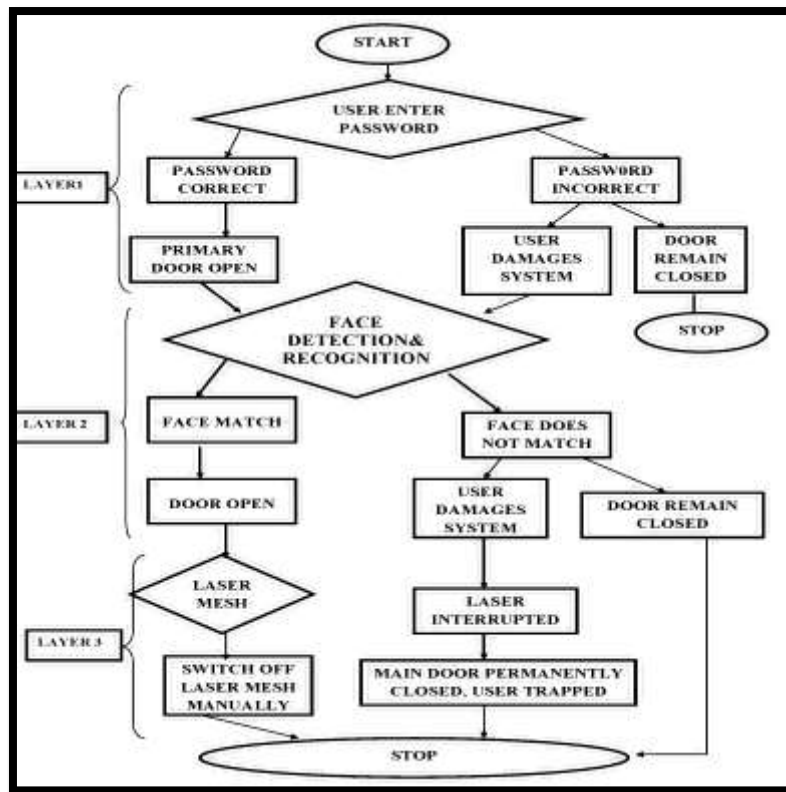 START
USER ENTER
PASSWORD
PASSWORD
CORRECT
PASSW0RD
INCORRECT
LAYER1
PRIMARY
DOOR OPEN
USER
DAMAGES
SYSTEM
DOOR
REMAIN
CLOSED
STOP
FACE
DETECTION&
RECOGNITION
LAYER 2
FACE MATCH
FACE DOES
NOT MATCH
DOOR OPEN
USER
DAMAGES
SYSTEM
DOOR REMAIN
CLOSED
LASER
MESH
LASER
INTERRUPTED
LAYER 3
SWITCH OFF
LASER MESH
MANUALLY
MAIN DOOR PERMANENTLY
CLOSED, USER TRAPPED
STOP